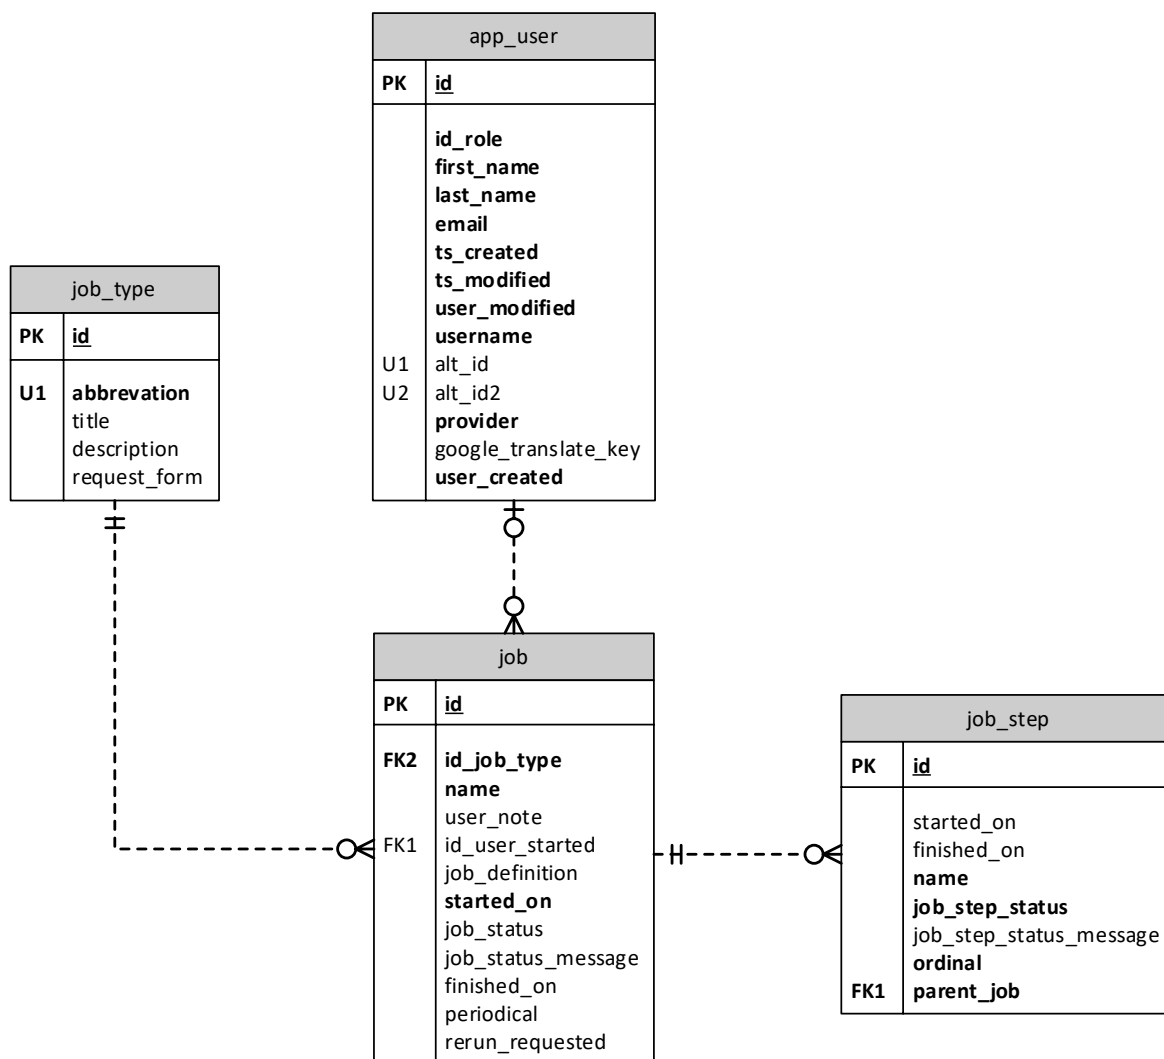 app_user
PK id
id_role
first_name
last_name
email
ts_created
ts_modified
user_modified
username
U1 alt_id
U2 alt_id2
provider
google_translate_key
user_created
job_type
PK id
U1 abbrevation
title
description
request_form
job
PK id
FK2 id_job_type
name
user_note
FK1 id_user_started
job_definition
started_on
job_status
job_status_message
finished_on
periodical
rerun_requested
job_step
PK id
started_on
finished_on
name
job_step_status
job_step_status_message
ordinal
FK1 parent_job